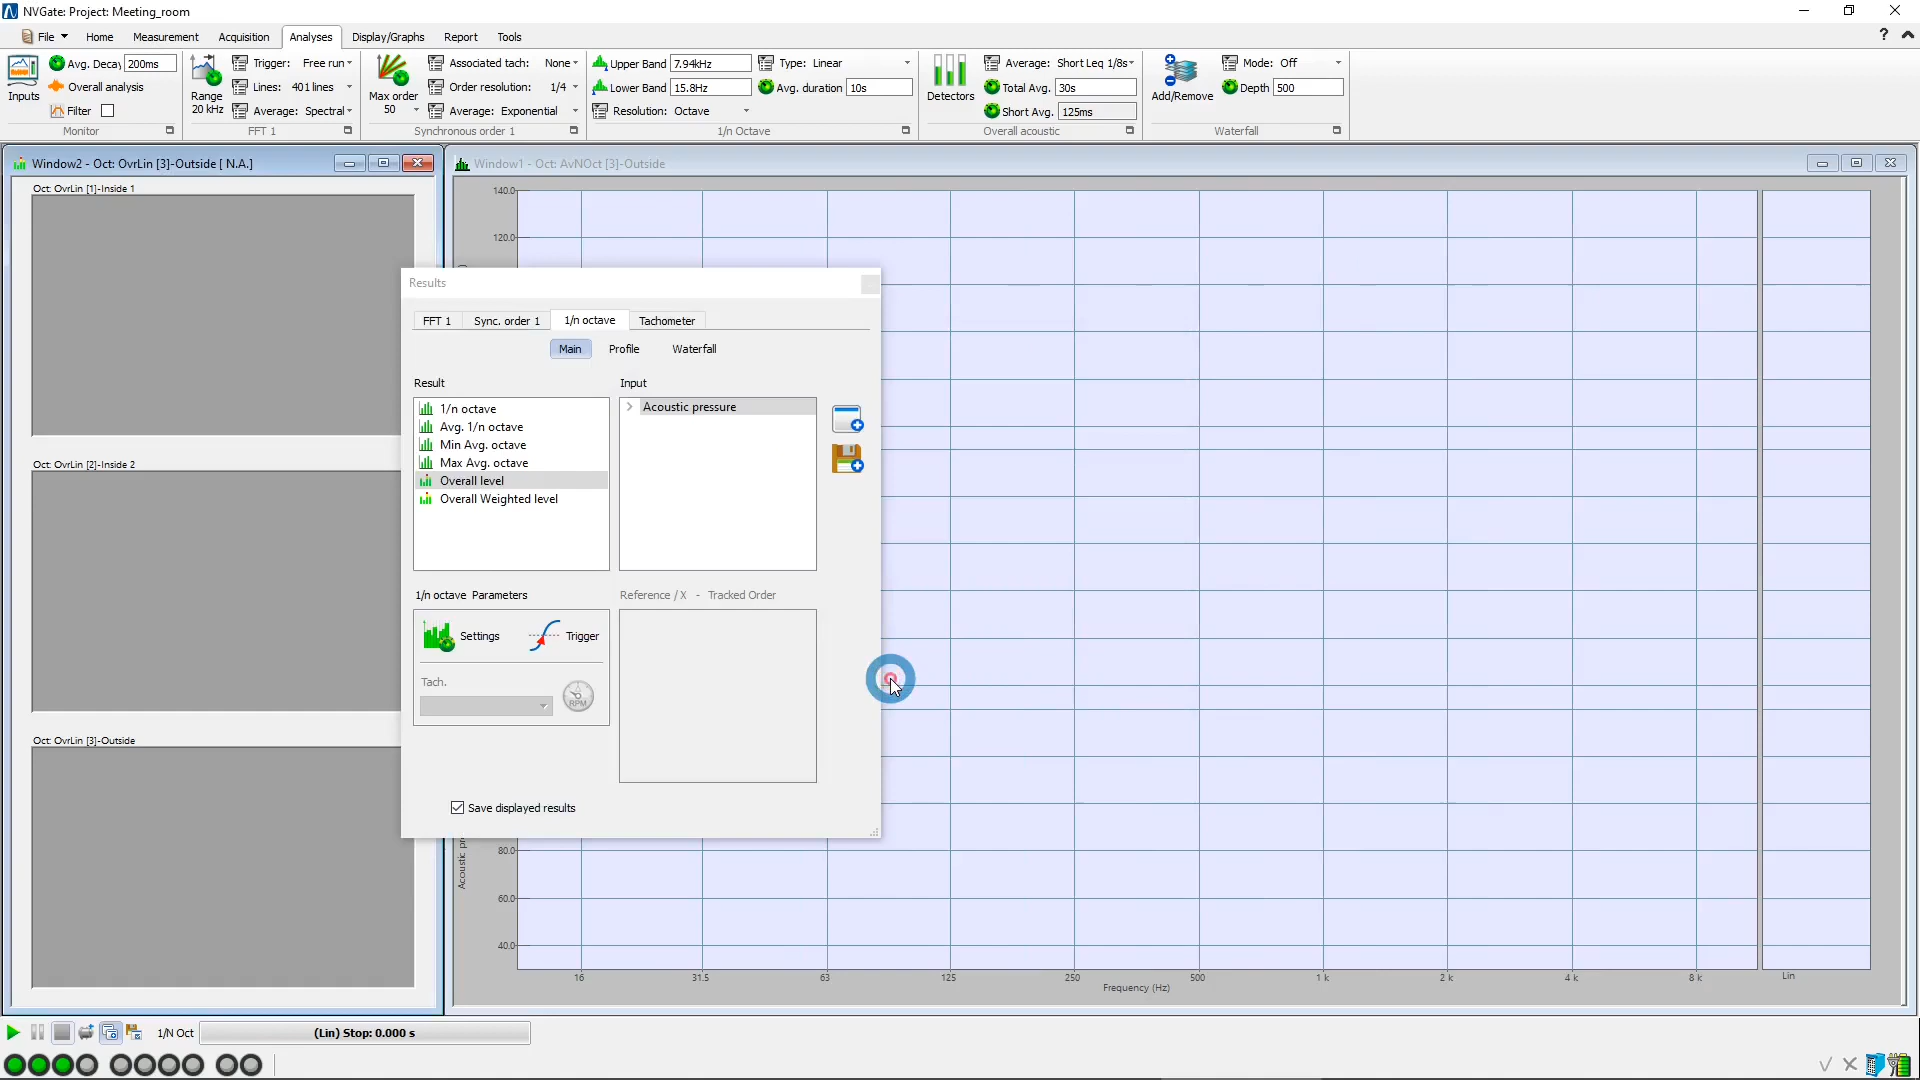 NVGate: Project: Meeting_room
File Home Measurement Acquisition Analyses Display/Graphs Report Tools ?
Avg. Decay 200ms
Overall analysis
Filter
Inputs
Monitor
Range
20 kHz
Trigger: Free run
Lines: 401 lines
Average: Spectral
FFT 1
Max order
50
Associated tach: None
Order resolution: 1/4
Average: Exponential
Synchronous order 1
Upper Band 7.94kHz
Lower Band 15.8Hz
Resolution: Octave
Type: Linear
Avg. duration 10s
1/n Octave
Detectors
Average: Short Leq 1/8s
Total Avg. 30s
Short Avg. 125ms
Overall acoustic
Add/Remove
Mode: Off
Depth 500
Waterfall
Window2 - Oct: OvrLin [3]-Outside [ N.A.]
Oct: OvrLin [1]-Inside 1
Oct: OvrLin [2]-Inside 2
Oct: OvrLin [3]-Outside
Window1 - Oct: AvNOct [3]-Outside
140.0
120.0
80.0
60.0
40.0
16 31.5 63 125 250 500 1 k 2 k 4 k 8 k Lin
Frequency (Hz)
Acoustic
Results
FFT 1 Sync. order 1 1/n octave Tachometer
Main Profile Waterfall
Result
1/n octave
Avg. 1/n octave
Min Avg. octave
Max Avg. octave
Overall level
Overall Weighted level
Input
Acoustic pressure
1/n octave Parameters
Settings Trigger
Tach.
RPM
Reference / X - Tracked Order
Save displayed results
1/N Oct (Lin) Stop: 0.000 s